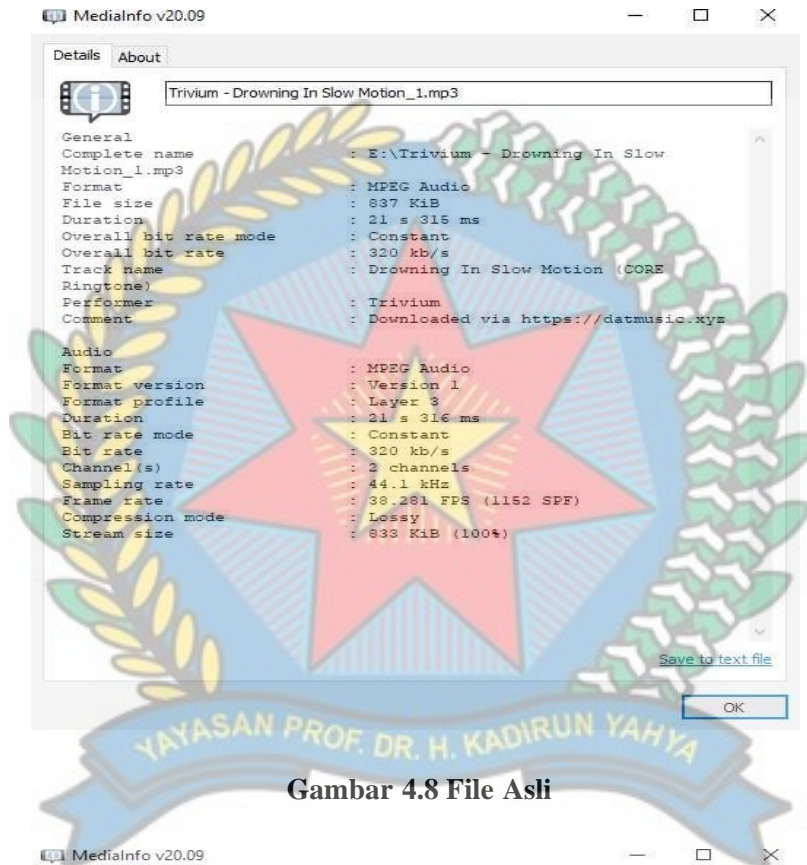 MediaInfo v20.09
Details About
Trivium - Drowning In Slow Motion_1.mp3
General
Complete name : E:\Trivium - Drowning In Slow
Motion_1.mp3
Format : MPEG Audio
File size : 837 KiB
Duration : 21 s 315 ms
Overall bit rate mode : Constant
Overall bit rate : 320 kb/s
Track name : Drowning In Slow Motion (CORE
Ringtone)
Performer : Trivium
Comment : Downloaded via https://datmusic.xyz
Audio
Format : MPEG Audio
Format version : Version 1
Format profile : Layer 3
Duration : 21 s 316 ms
Bit rate mode : Constant
Bit rate : 320 kb/s
Channel(s) : 2 channels
Sampling rate : 44.1 kHz
Frame rate : 38.281 FPS (1152 SPF)
Compression mode : Lossy
Stream size : 833 KiB (100%)
Save to text file
OK
YAYASAN PROF. DR. H. KADIRUN YAHYA
Gambar 4.8 File Asli
MediaInfo v20.09